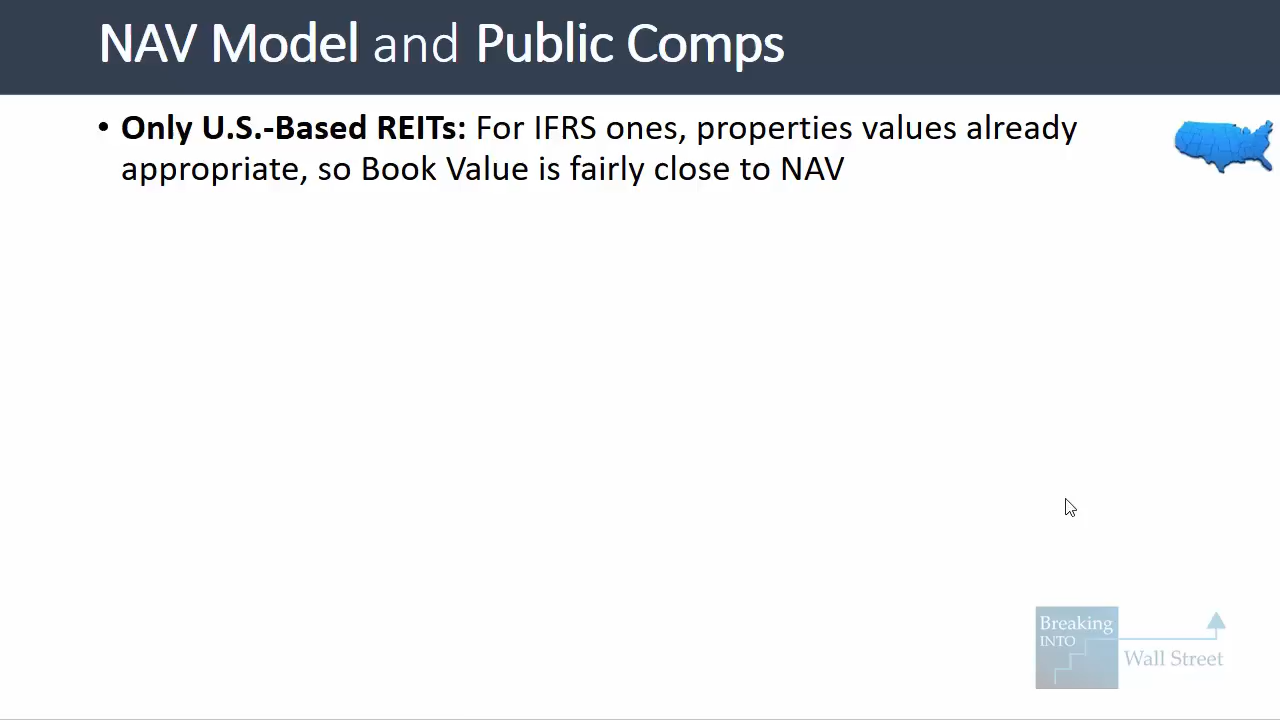 NAV Model and Public Comps
• Only U.S.-Based REITs: For IFRS ones, properties values already
appropriate, so Book Value is fairly close to NAV
Breaking
INTO
Wall Street